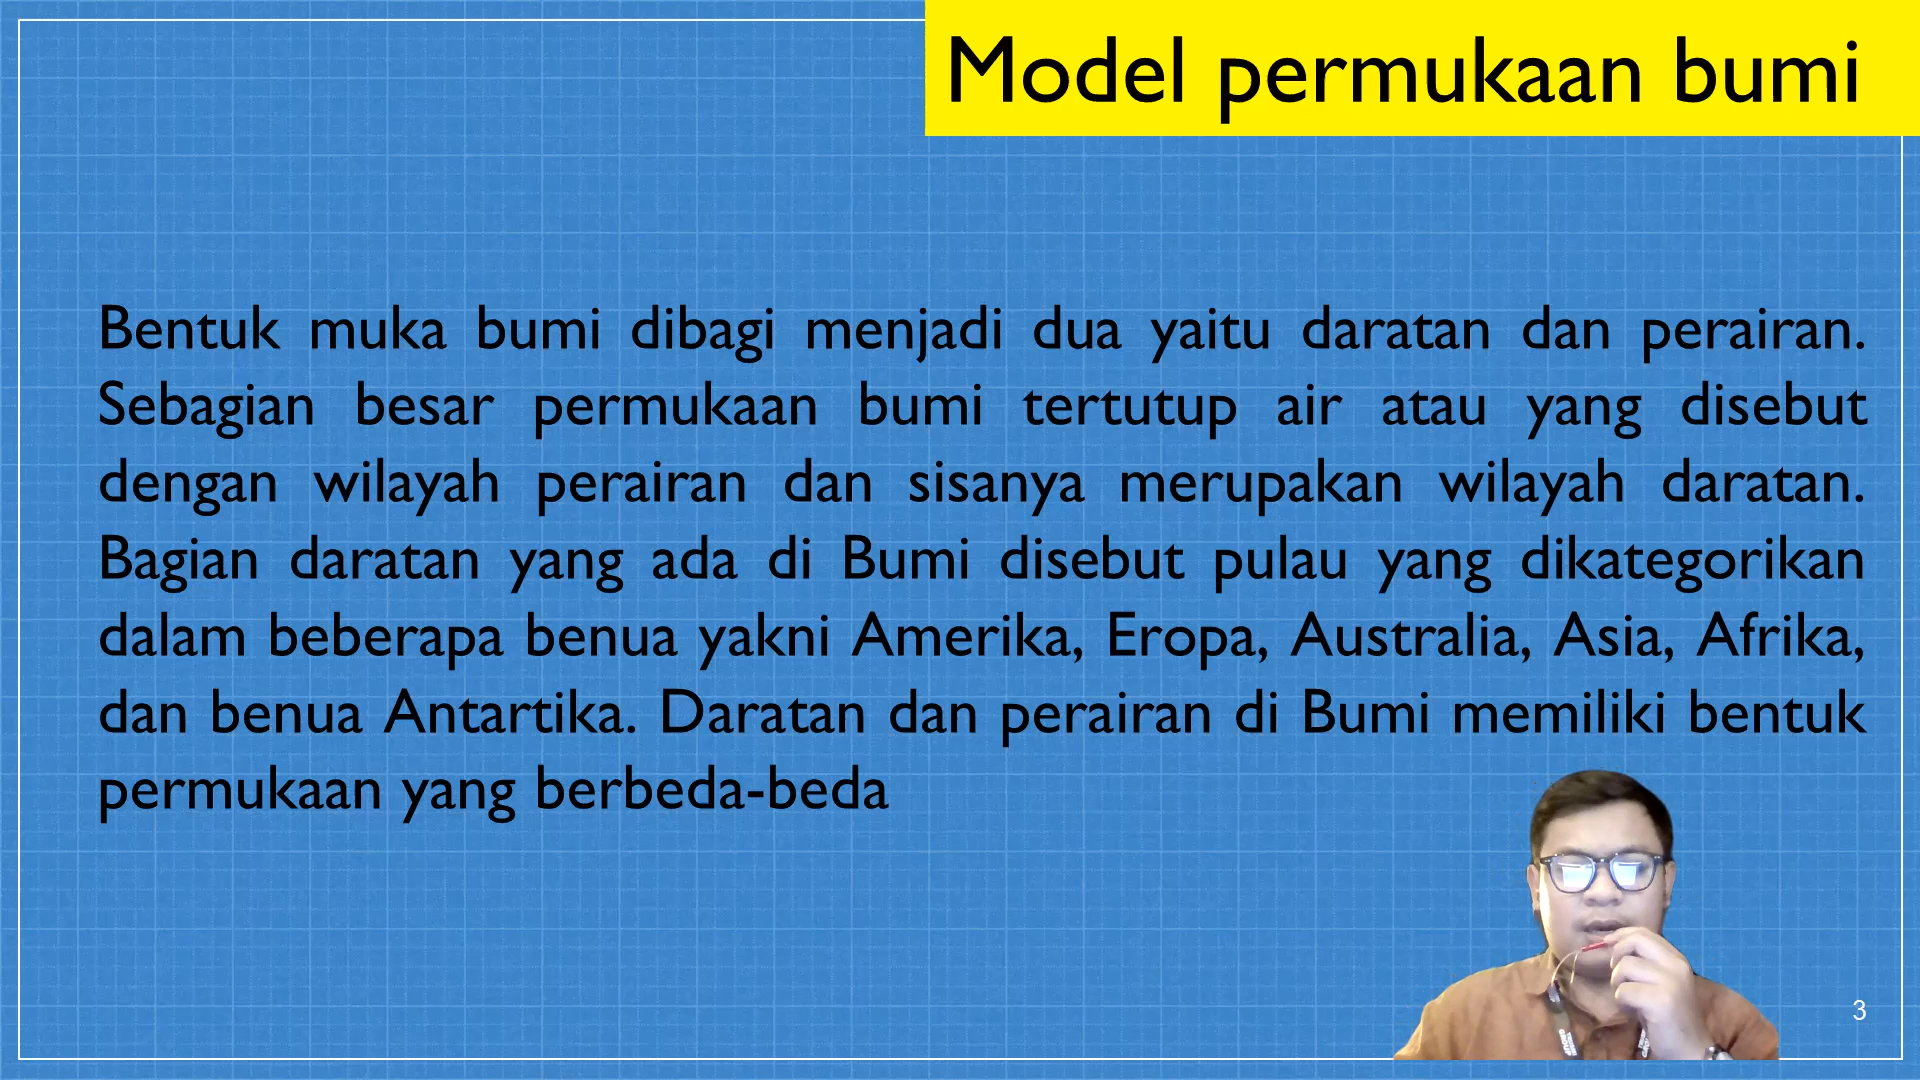 Model permukaan bumi
Bentuk muka bumi dibagi menjadi dua yaitu daratan dan perairan.
Sebagian besar permukaan bumi tertutup air atau yang disebut
dengan wilayah perairan dan sisanya merupakan wilayah daratan.
Bagian daratan yang ada di Bumi disebut pulau yang dikategorikan
dalam beberapa benua yakni Amerika, Eropa, Australia, Asia, Afrika,
dan benua Antartika. Daratan dan perairan di Bumi memiliki bentuk
permukaan yang berbeda-beda
3